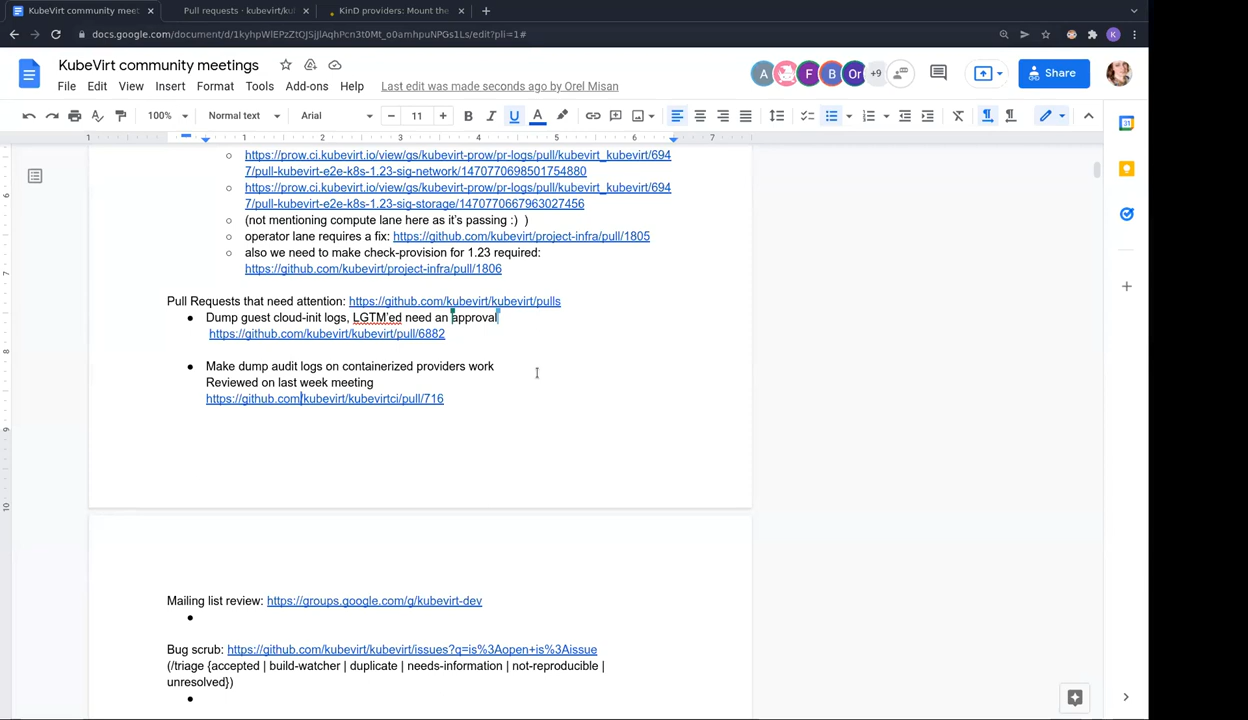 KubeVirt community meet
Pull requests · kubevirt/ku
KinD providers: Mount the
docs.google.com/document/d/1kyhpWlEPzZtQJSjJlAqhPcn3t0Mt_o0amhpuNPGs1Ls/edit?pli=1#
K
KubeVirt community meetings
A
F
B
Or
+9
Share
File Edit View Insert Format Tools Add-ons Help Last edit was made seconds ago by Orel Misan
100% Normal text Arial 11 B I U A
1 1 2 3 4 5 6 7
https://prow.ci.kubevirt.io/view/gs/kubevirt-prow/pr-logs/pull/kubevirt_kubevirt/694
7/pull-kubevirt-e2e-k8s-1.23-sig-network/1470770698501754880
https://prow.ci.kubevirt.io/view/gs/kubevirt-prow/pr-logs/pull/kubevirt_kubevirt/694
7/pull-kubevirt-e2e-k8s-1.23-sig-storage/1470770667963027456
(not mentioning compute lane here as it's passing :) )
operator lane requires a fix: https://github.com/kubevirt/project-infra/pull/1805
also we need to make check-provision for 1.23 required:
https://github.com/kubevirt/project-infra/pull/1806
Pull Requests that need attention: https://github.com/kubevirt/kubevirt/pulls
Dump guest cloud-init logs, LGTM'ed need an approval
https://github.com/kubevirt/kubevirt/pull/6882
Make dump audit logs on containerized providers work
Reviewed on last week meeting
https://github.com/kubevirt/kubevirtci/pull/716
Mailing list review: https://groups.google.com/g/kubevirt-dev
Bug scrub: https://github.com/kubevirt/kubevirt/issues?q=is%3Aopen+is%3Aissue
(/triage {accepted | build-watcher | duplicate | needs-information | not-reproducible |
unresolved})